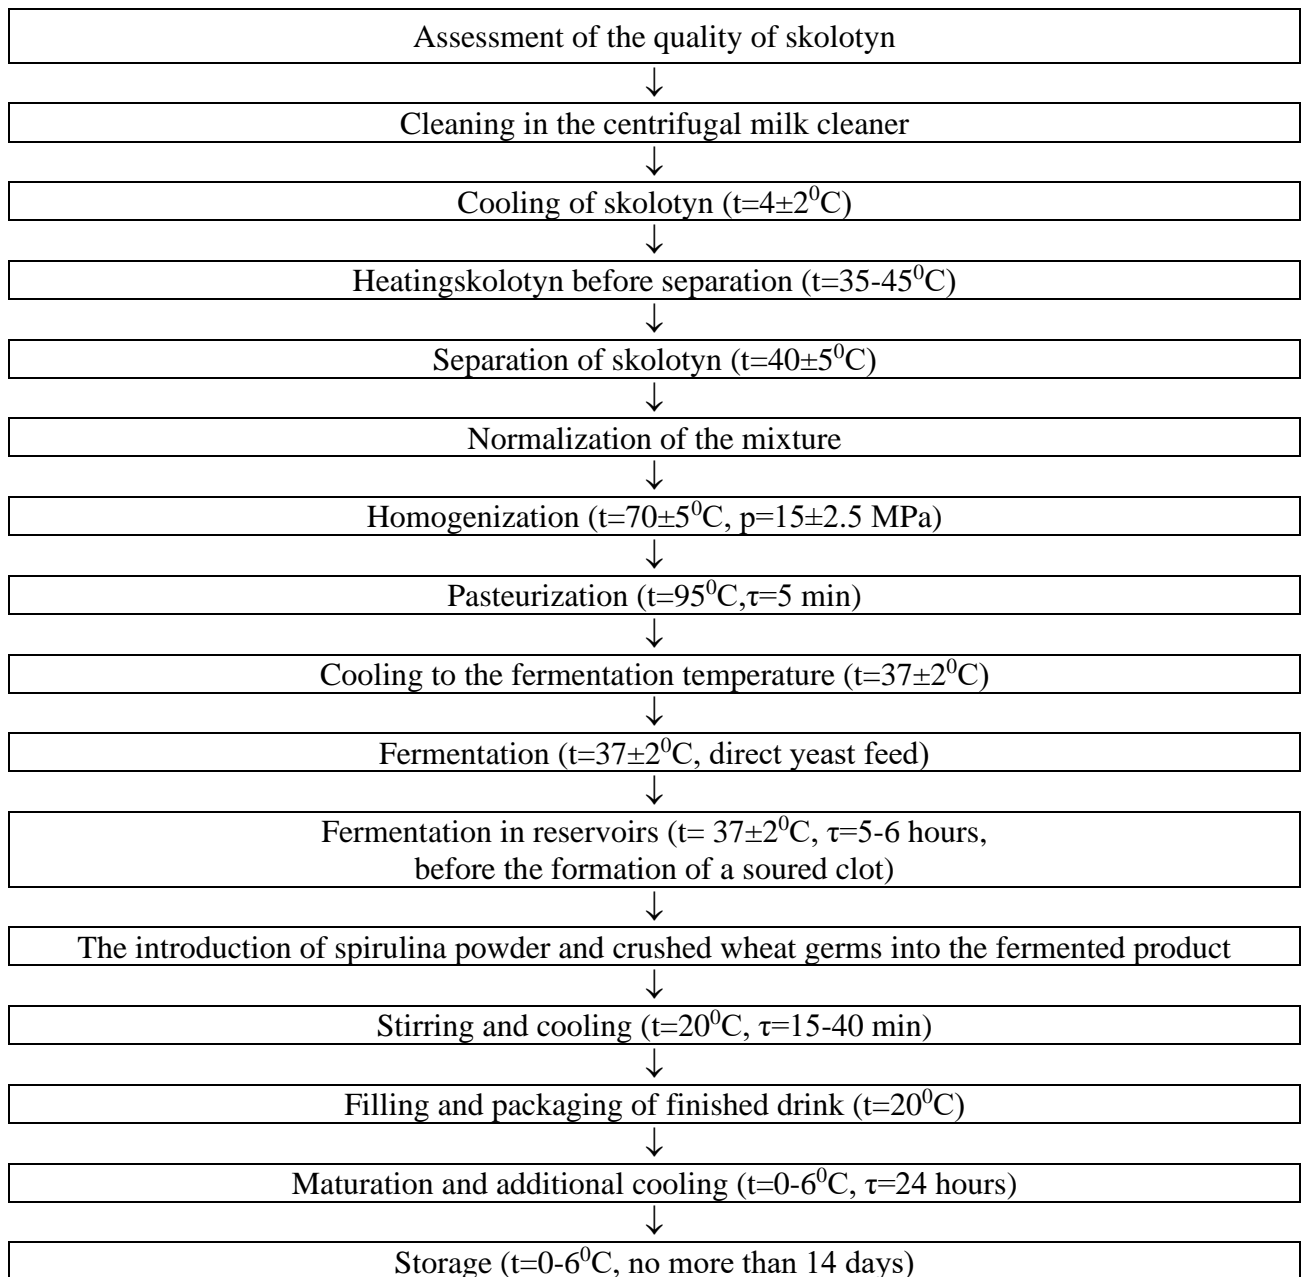 Assessment of the quality of skolotyn
↓
Cleaning in the centrifugal milk cleaner
↓
Cooling of skolotyn (t=4±2⁰C)
↓
Heatingskolotyn before separation (t=35-45⁰C)
↓
Separation of skolotyn (t=40±5⁰C)
↓
Normalization of the mixture
↓
Homogenization (t=70±5⁰C, p=15±2.5 MPa)
↓
Pasteurization (t=95⁰C,τ=5 min)
↓
Cooling to the fermentation temperature (t=37±2⁰C)
↓
Fermentation (t=37±2⁰C, direct yeast feed)
↓
Fermentation in reservoirs (t= 37±2⁰C, τ=5-6 hours,
before the formation of a soured clot)
↓
The introduction of spirulina powder and crushed wheat germs into the fermented product
↓
Stirring and cooling (t=20⁰C, τ=15-40 min)
↓
Filling and packaging of finished drink (t=20⁰C)
↓
Maturation and additional cooling (t=0-6⁰C, τ=24 hours)
↓
Storage (t=0-6⁰C, no more than 14 days)